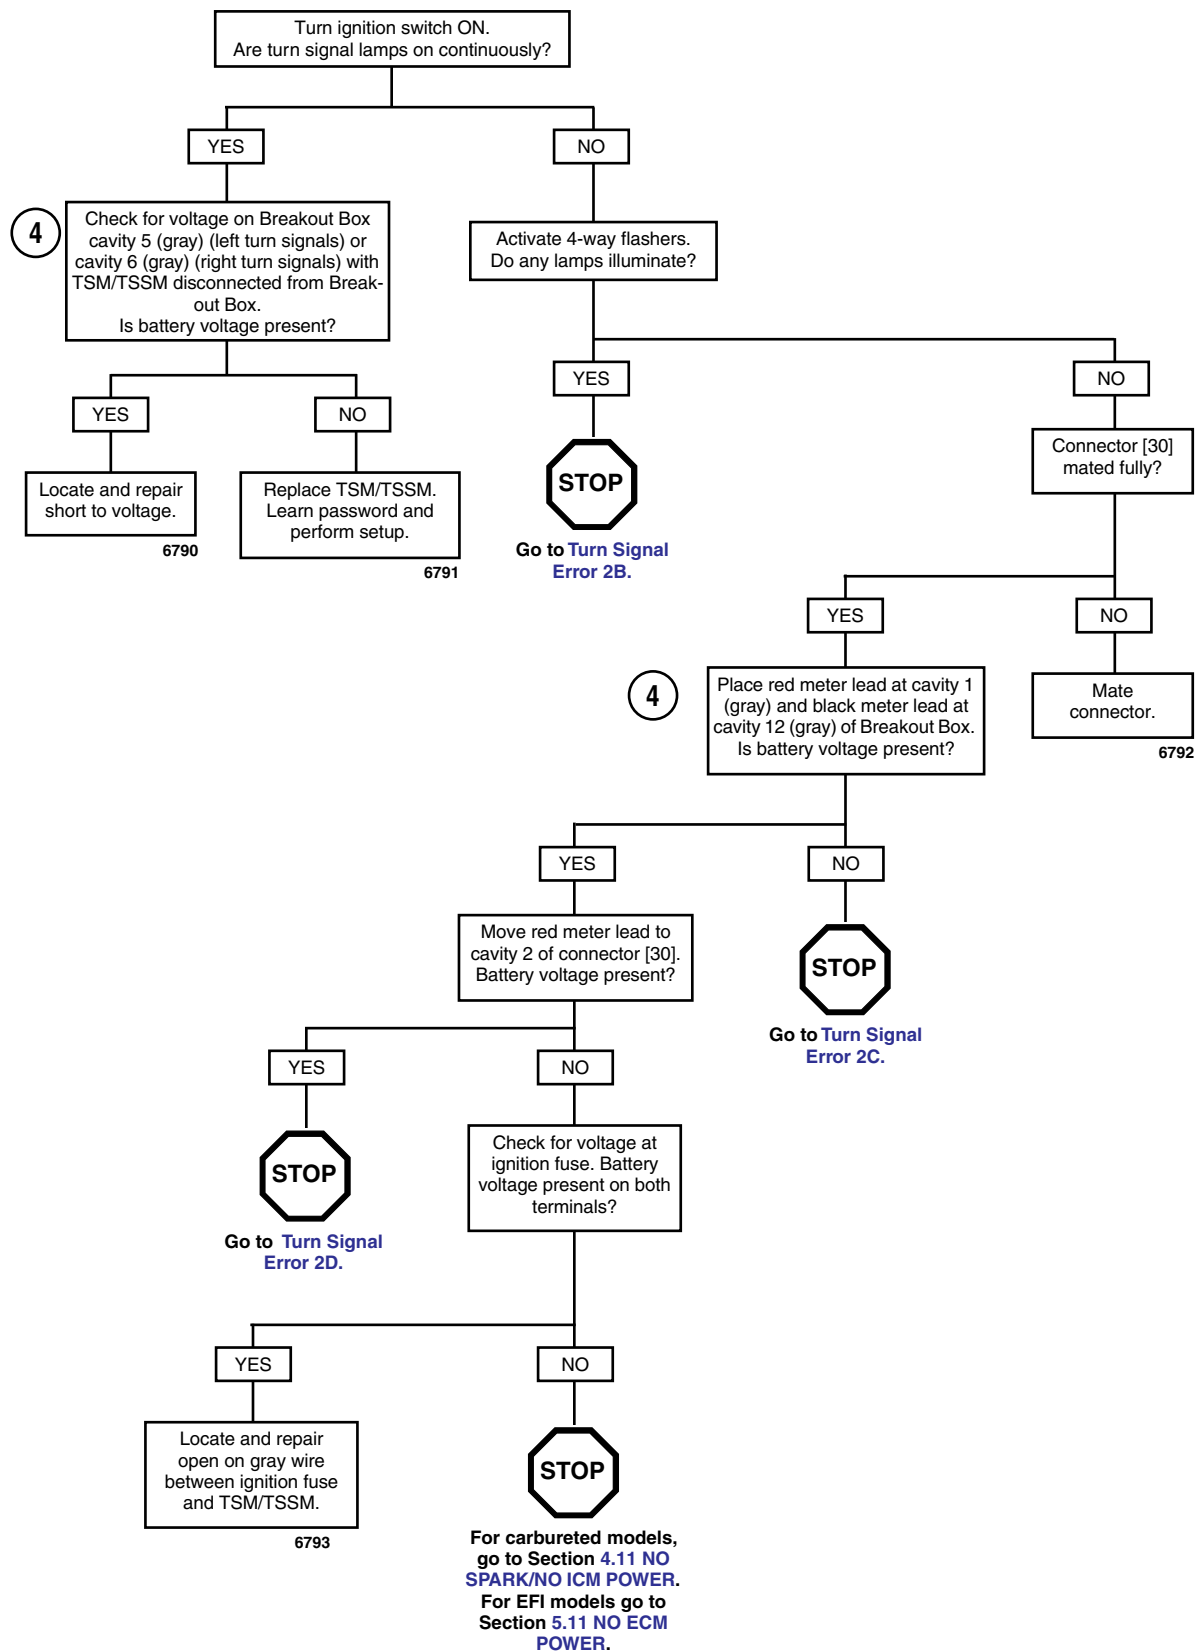 Turn ignition switch ON.
Are turn signal lamps on continuously?
YES
NO
4
Check for voltage on Breakout Box
cavity 5 (gray) (left turn signals) or
cavity 6 (gray) (right turn signals) with
TSM/TSSM disconnected from Break-
out Box.
Is battery voltage present?
Activate 4-way flashers.
Do any lamps illuminate?
YES
NO
YES
NO
Locate and repair
short to voltage.
6790
Replace TSM/TSSM.
Learn password and
perform setup.
6791
STOP
Go to Turn Signal
Error 2B.
Connector [30]
mated fully?
YES
NO
4
Place red meter lead at cavity 1
(gray) and black meter lead at
cavity 12 (gray) of Breakout Box.
Is battery voltage present?
Mate
connector.
6792
YES
NO
Move red meter lead to
cavity 2 of connector [30].
Battery voltage present?
STOP
Go to Turn Signal
Error 2C.
YES
NO
STOP
Go to Turn Signal
Error 2D.
Check for voltage at
ignition fuse. Battery
voltage present on both
terminals?
YES
NO
Locate and repair
open on gray wire
between ignition fuse
and TSM/TSSM.
6793
STOP
For carbureted models,
go to Section 4.11 NO
SPARK/NO ICM POWER.
For EFI models go to
Section 5.11 NO ECM
POWER.